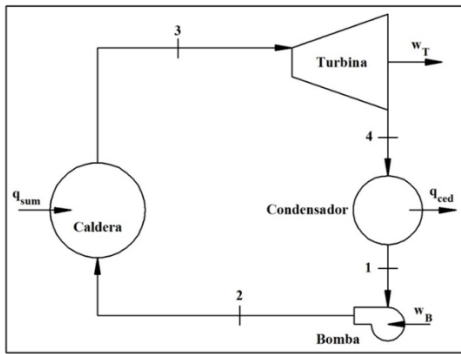 3
Turbina
w_T
4
q_sum
Caldera
Condensador
q_ced
1
2
w_B
Bomba